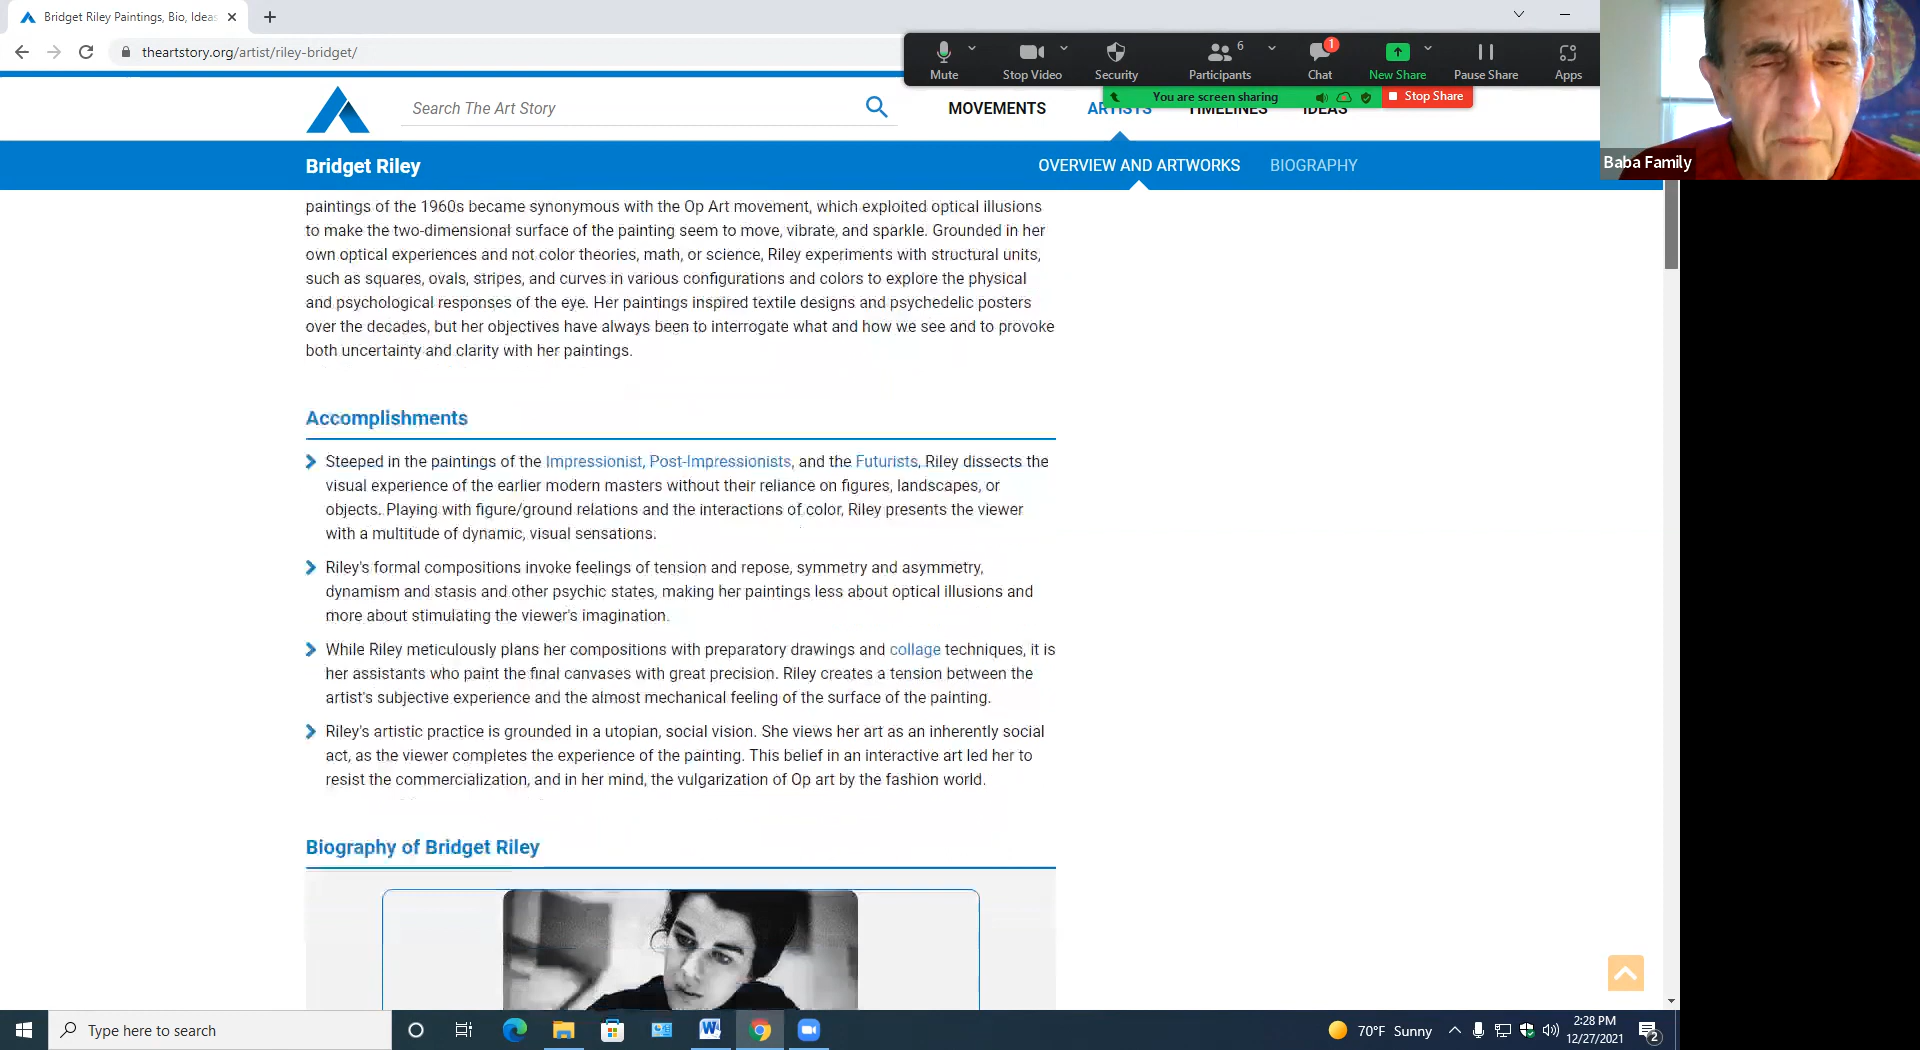 Bridget Riley Paintings, Bio, Ideas
theartstory.org/artist/riley-bridget/
Mute
Stop Video
Security
6
Participants
1
Chat
New Share
Pause Share
Apps
You are screen sharing
Stop Share
Baba Family
Search The Art Story
MOVEMENTS
ARTISTS
TIMELINES
IDEAS
Bridget Riley
OVERVIEW AND ARTWORKS
BIOGRAPHY
paintings of the 1960s became synonymous with the Op Art movement, which exploited optical illusions
to make the two-dimensional surface of the painting seem to move, vibrate, and sparkle. Grounded in her
own optical experiences and not color theories, math, or science, Riley experiments with structural units,
such as squares, ovals, stripes, and curves in various configurations and colors to explore the physical
and psychological responses of the eye. Her paintings inspired textile designs and psychedelic posters
over the decades, but her objectives have always been to interrogate what and how we see and to provoke
both uncertainty and clarity with her paintings.
Accomplishments
Steeped in the paintings of the Impressionist, Post-Impressionists, and the Futurists, Riley dissects the
visual experience of the earlier modern masters without their reliance on figures, landscapes, or
objects. Playing with figure/ground relations and the interactions of color, Riley presents the viewer
with a multitude of dynamic, visual sensations.
Riley's formal compositions invoke feelings of tension and repose, symmetry and asymmetry,
dynamism and stasis and other psychic states, making her paintings less about optical illusions and
more about stimulating the viewer's imagination.
While Riley meticulously plans her compositions with preparatory drawings and collage techniques, it is
her assistants who paint the final canvases with great precision. Riley creates a tension between the
artist's subjective experience and the almost mechanical feeling of the surface of the painting.
Riley's artistic practice is grounded in a utopian, social vision. She views her art as an inherently social
act, as the viewer completes the experience of the painting. This belief in an interactive art led her to
resist the commercialization, and in her mind, the vulgarization of Op art by the fashion world.
Biography of Bridget Riley
Type here to search
70°F Sunny
2:28 PM
12/27/2021
2